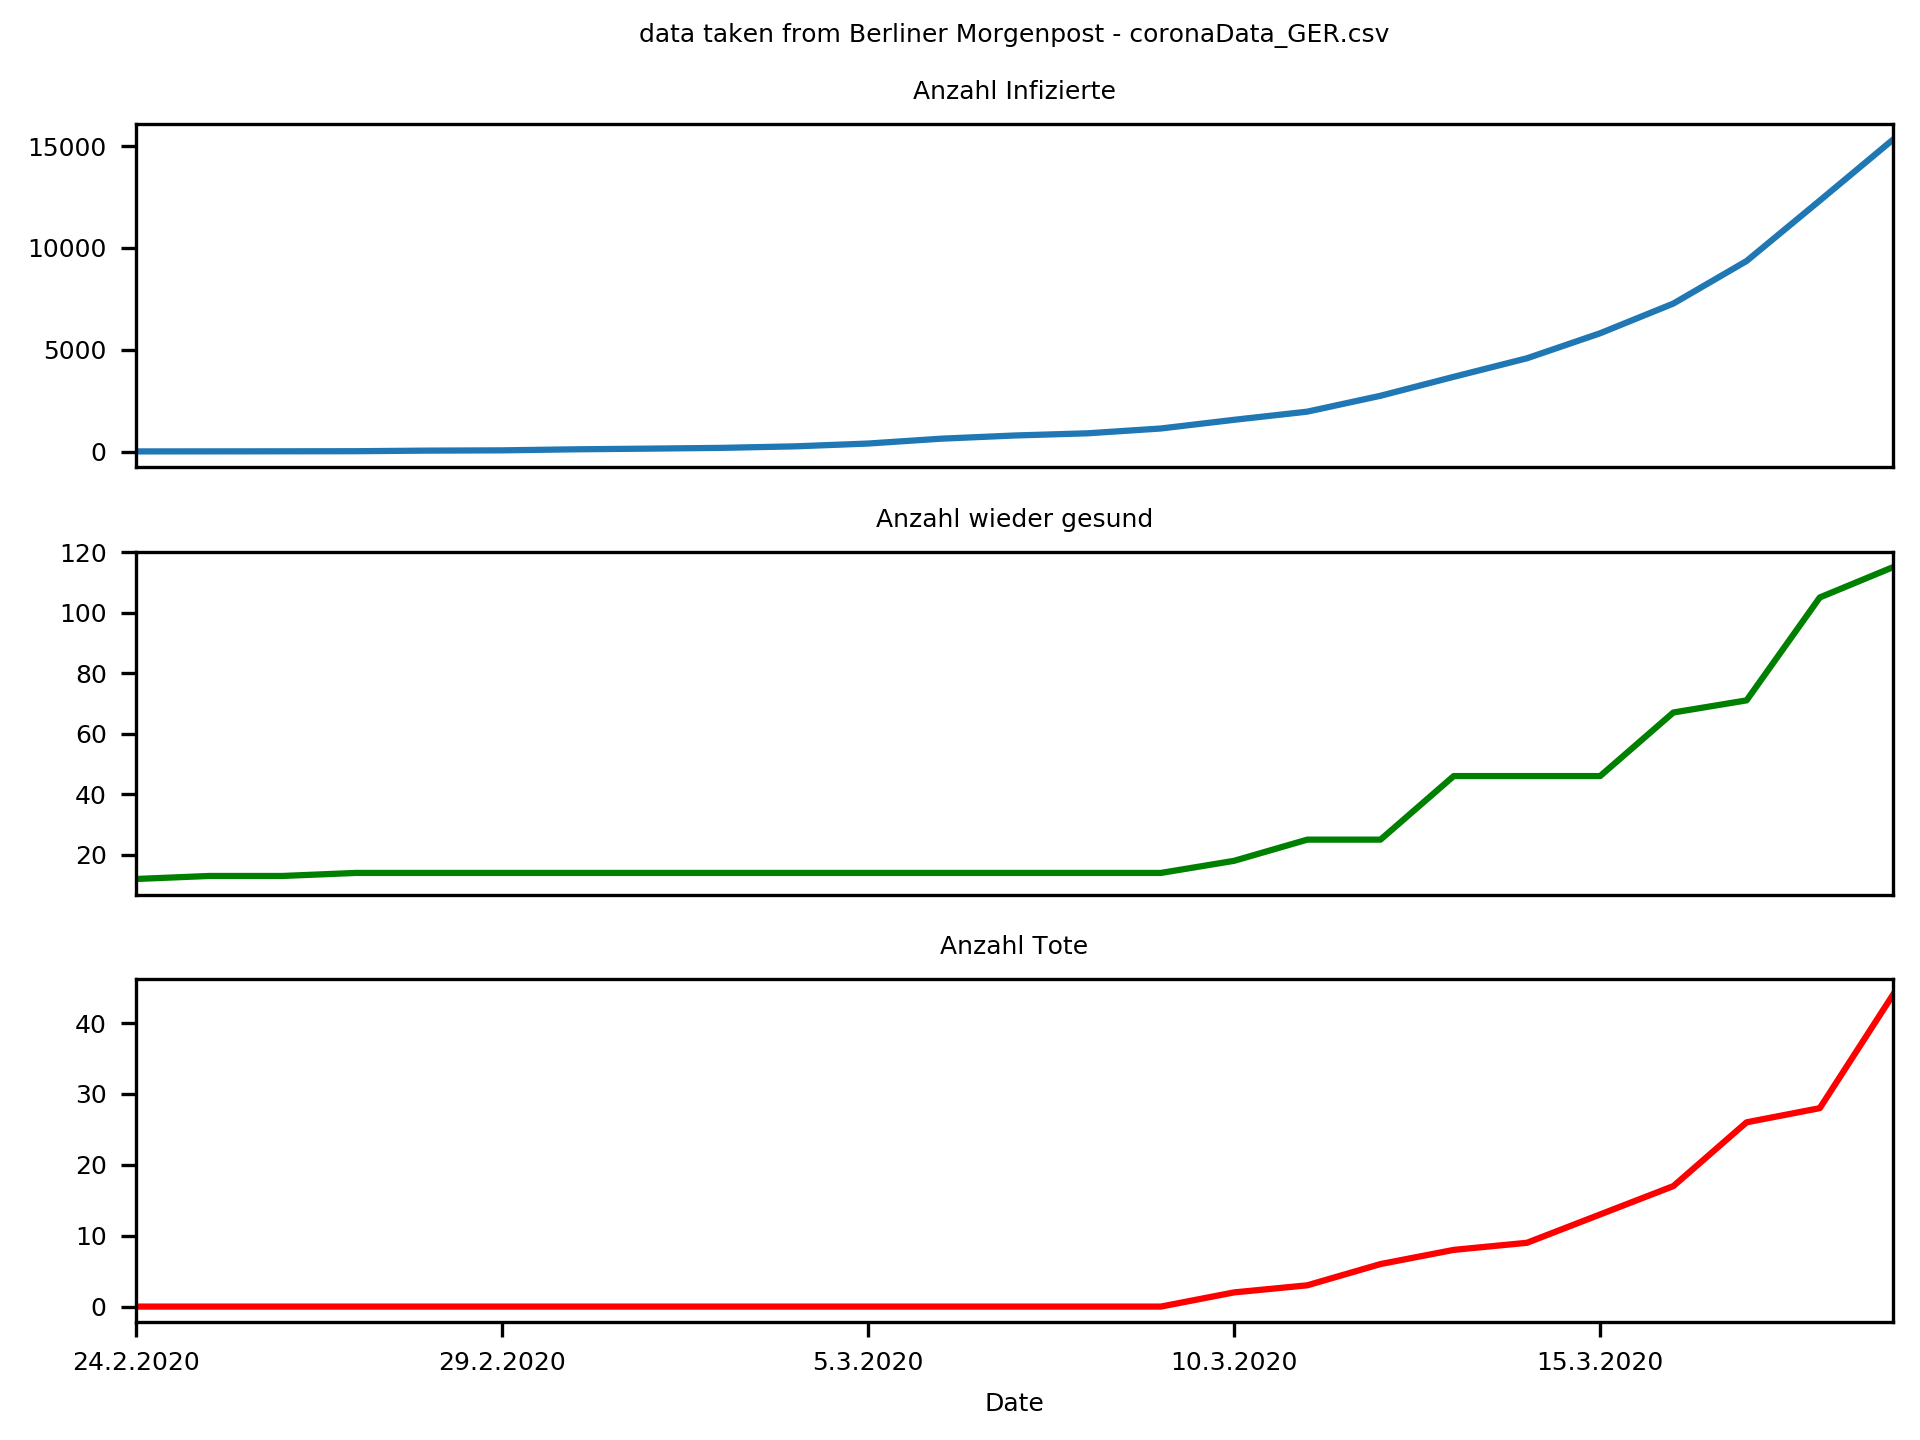 data taken from Berliner Morgenpost - coronaData_GER.csv
Anzahl Infizierte
15000
10000
5000
0
Anzahl wieder gesund
120
100
80
60
40
20
Anzahl Tote
40
30
20
10
0
24.2.2020 29.2.2020 5.3.2020 10.3.2020 15.3.2020
Date